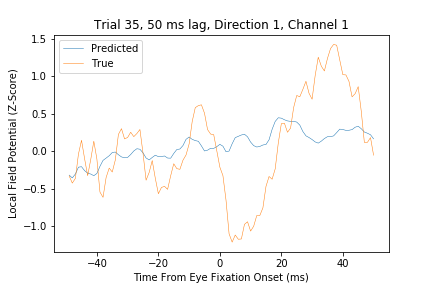 Trial 35, 50 ms lag, Direction 1, Channel 1
Predicted
True
1.5
1.0
0.5
0.0
−0.5
−1.0
Local Field Potential (Z-Score)
−40
−20
0
20
40
Time From Eye Fixation Onset (ms)